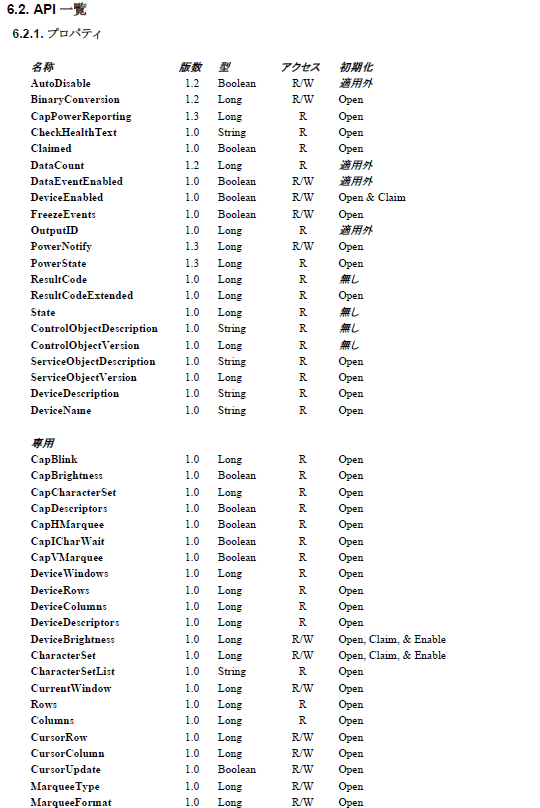 6.2. API 一覧
6.2.1. プロパティ
名称 版数 型 アクセス 初期化
AutoDisable 1.2 Boolean R/W 適用外
BinaryConversion 1.2 Long R/W Open
CapPowerReporting 1.3 Long R Open
CheckHealthText 1.0 String R Open
Claimed 1.0 Boolean R Open
DataCount 1.2 Long R 適用外
DataEventEnabled 1.0 Boolean R/W 適用外
DeviceEnabled 1.0 Boolean R/W Open & Claim
FreezeEvents 1.0 Boolean R/W Open
OutputID 1.0 Long R 適用外
PowerNotify 1.3 Long R/W Open
PowerState 1.3 Long R Open
ResultCode 1.0 Long R 無し
ResultCodeExtended 1.0 Long R Open
State 1.0 Long R 無し
ControlObjectDescription 1.0 String R 無し
ControlObjectVersion 1.0 Long R 無し
ServiceObjectDescription 1.0 String R Open
ServiceObjectVersion 1.0 Long R Open
DeviceDescription 1.0 String R Open
DeviceName 1.0 String R Open
専用
CapBlink 1.0 Long R Open
CapBrightness 1.0 Boolean R Open
CapCharacterSet 1.0 Long R Open
CapDescriptors 1.0 Boolean R Open
CapHMarquee 1.0 Boolean R Open
CapICharWait 1.0 Boolean R Open
CapVMarquee 1.0 Boolean R Open
DeviceWindows 1.0 Long R Open
DeviceRows 1.0 Long R Open
DeviceColumns 1.0 Long R Open
DeviceDescriptors 1.0 Long R Open
DeviceBrightness 1.0 Long R/W Open, Claim, & Enable
CharacterSet 1.0 Long R/W Open, Claim, & Enable
CharacterSetList 1.0 String R Open
CurrentWindow 1.0 Long R/W Open
Rows 1.0 Long R Open
Columns 1.0 Long R Open
CursorRow 1.0 Long R/W Open
CursorColumn 1.0 Long R/W Open
CursorUpdate 1.0 Boolean R/W Open
MarqueeType 1.0 Long R/W Open
MarqueeFormat 1.0 Long R/W Open